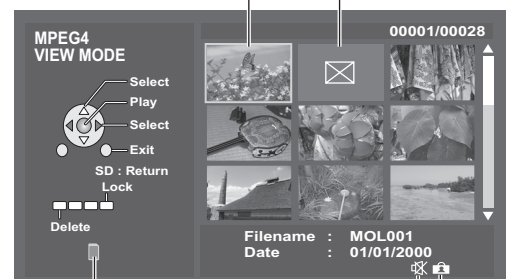 00001/00028
MPEG4
VIEW MODE
Select
Play
Select
Exit
SD : Return
Lock
Delete
Filename : MOL001
Date : 01/01/2000